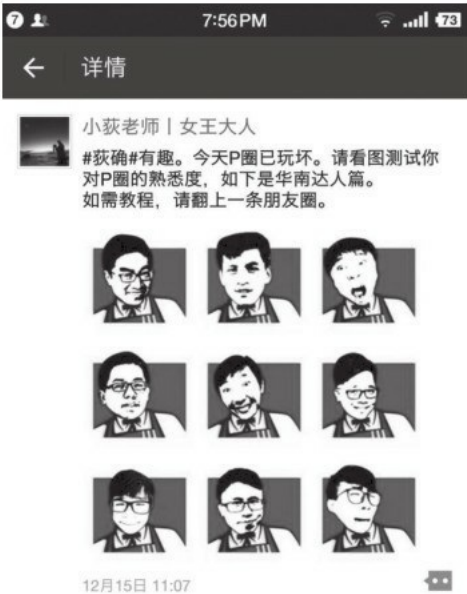 7
7:56PM
73
详情
小荻老师丨女王大人
#荻确#有趣。今天P圈已玩坏。请看图测试你
对P圈的熟悉度，如下是华南达人篇。
如需教程，请翻上一条朋友圈。
12月15日 11:07